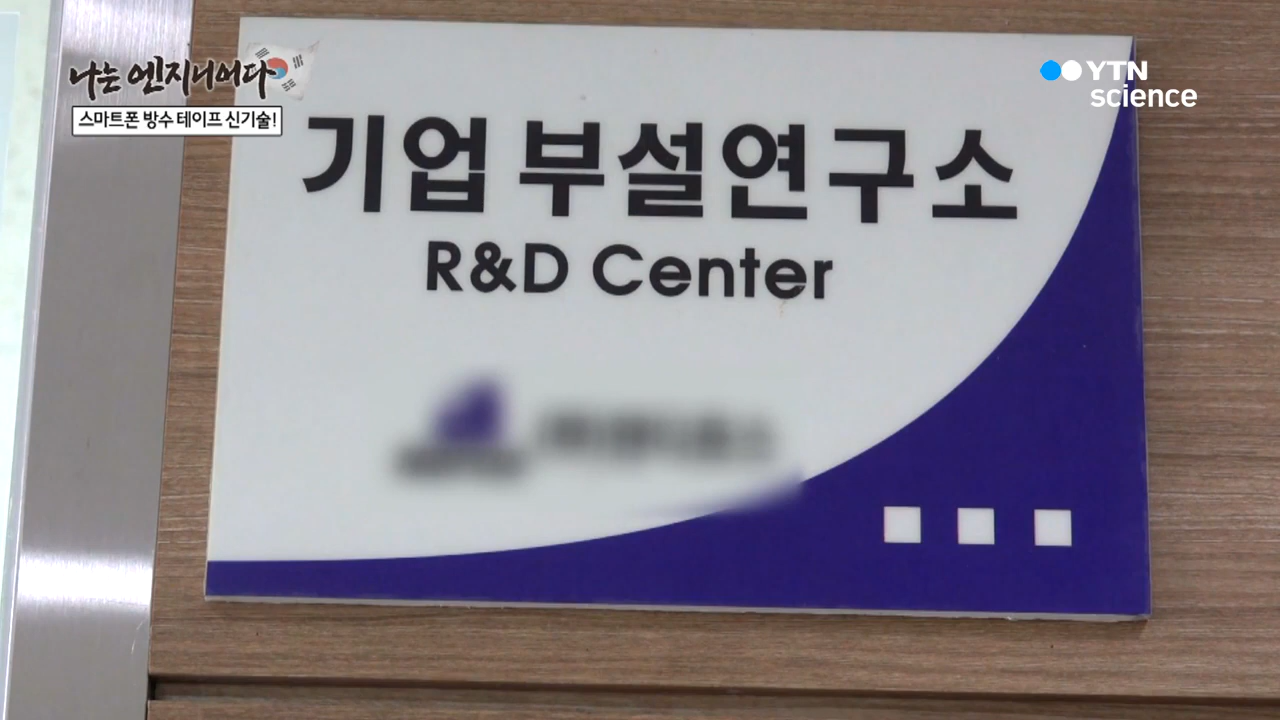 나는 엔지니어다
스마트폰 방수 테이프 신기술!
YTN
science
기업 부설연구소
R&D Center